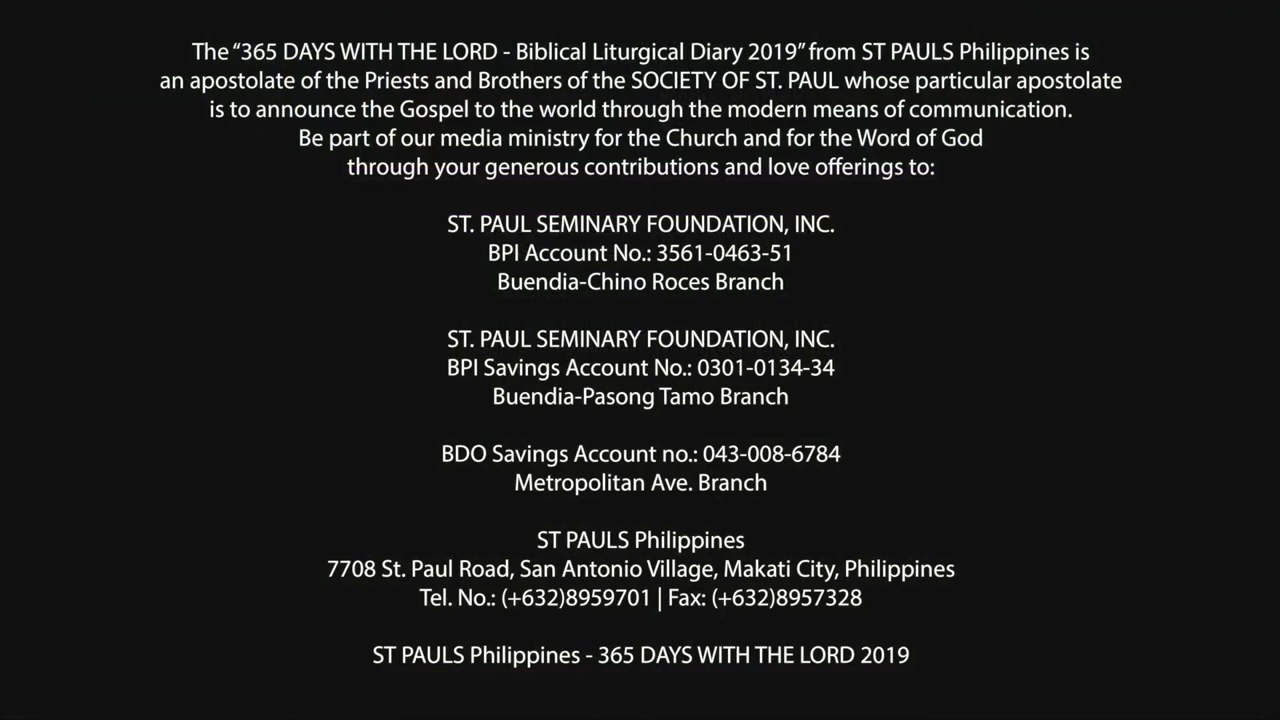 The “365 DAYS WITH THE LORD - Biblical Liturgical Diary 2019” from ST PAULS Philippines is
an apostolate of the Priests and Brothers of the SOCIETY OF ST. PAUL whose particular apostolate
is to announce the Gospel to the world through the modern means of communication.
Be part of our media ministry for the Church and for the Word of God
through your generous contributions and love offerings to:
ST. PAUL SEMINARY FOUNDATION, INC.
BPI Account No.: 3561-0463-51
Buendia-Chino Roces Branch
ST. PAUL SEMINARY FOUNDATION, INC.
BPI Savings Account No.: 0301-0134-34
Buendia-Pasong Tamo Branch
BDO Savings Account no.: 043-008-6784
Metropolitan Ave. Branch
ST PAULS Philippines
7708 St. Paul Road, San Antonio Village, Makati City, Philippines
Tel. No.: (+632)8959701 | Fax: (+632)8957328
ST PAULS Philippines - 365 DAYS WITH THE LORD 2019